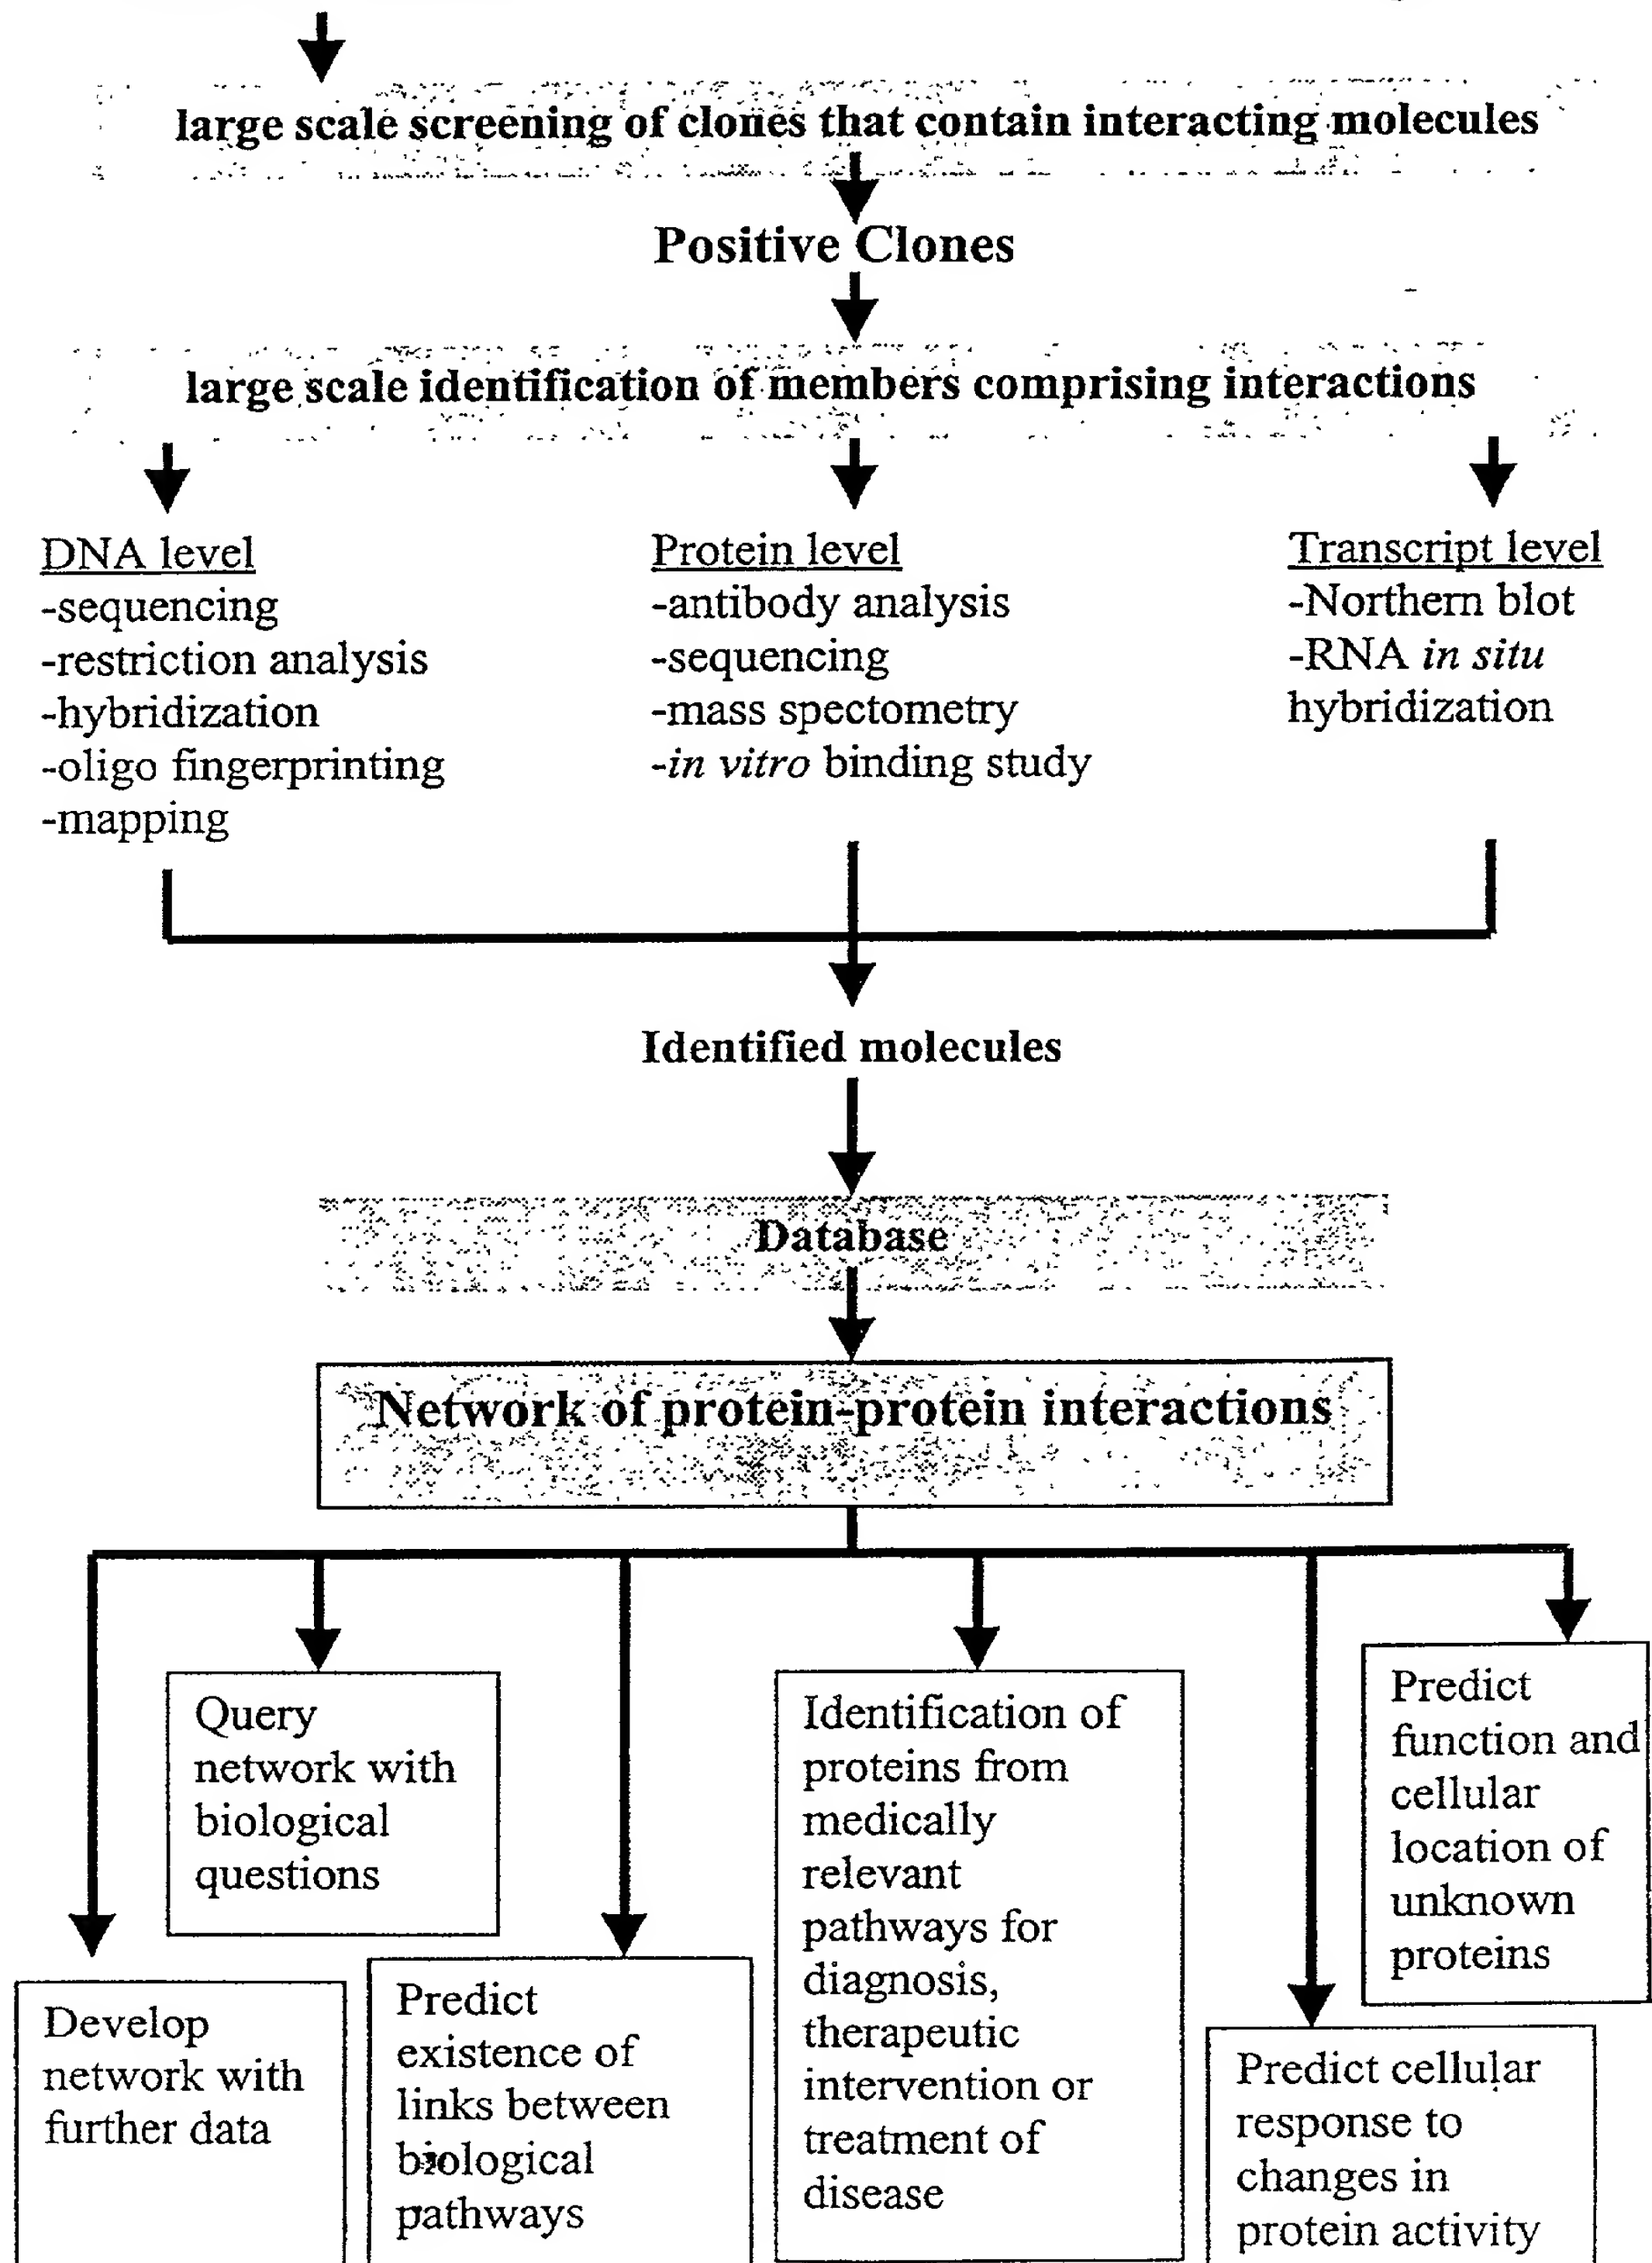 large scale screening of clones that contain interacting molecules
Positive Clones
large scale identification of members comprising interactions
DNA level
-sequencing
-restriction analysis
-hybridization
-oligo fingerprinting
-mapping
Protein level
-antibody analysis
-sequencing
-mass spectometry
-in vitro binding study
Transcript level
-Northern blot
-RNA in situ
hybridization
Identified molecules
Database
Network of protein-protein interactions
Query
network with
biological
questions
Identification of
proteins from
medically
relevant
pathways for
diagnosis,
therapeutic
intervention or
treatment of
disease
Predict
function and
cellular
location of
unknown
proteins
Develop
network with
further data
Predict
existence of
links between
biological
pathways
Predict cellular
response to
changes in
protein activity